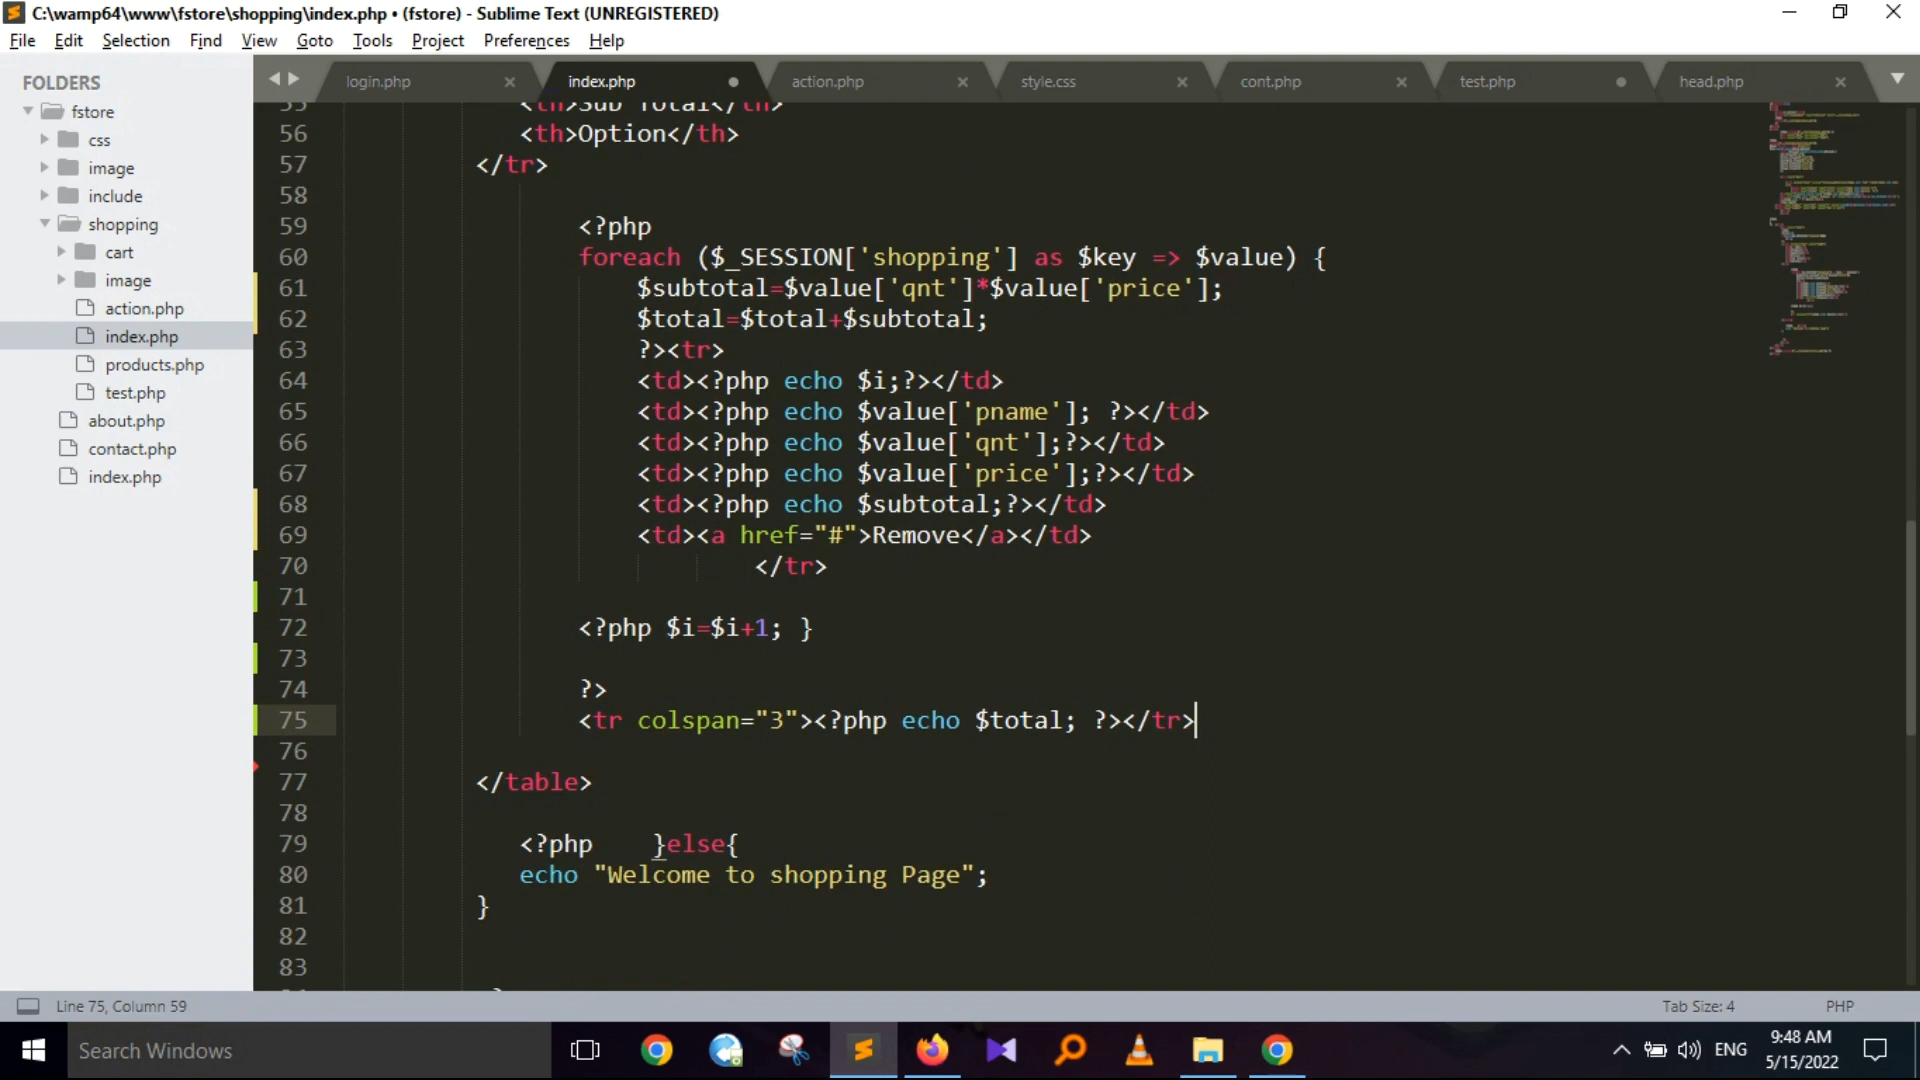 C:\wamp64\www\fstore\shopping\index.php • (fstore) - Sublime Text (UNREGISTERED)
File Edit Selection Find View Goto Tools Project Preferences Help
FOLDERS
fstore
css
image
include
shopping
cart
image
action.php
index.php
products.php
test.php
about.php
contact.php
index.php
login.php index.php action.php style.css cont.php test.php head.php
55 <th>Sub Total</th>
56 <th>Option</th>
57 </tr>
58
59 <?php
60 foreach ($_SESSION['shopping'] as $key => $value) {
61 $subtotal=$value['qnt']*$value['price'];
62 $total=$total+$subtotal;
63 ?><tr>
64 <td><?php echo $i;?></td>
65 <td><?php echo $value['pname']; ?></td>
66 <td><?php echo $value['qnt'];?></td>
67 <td><?php echo $value['price'];?></td>
68 <td><?php echo $subtotal;?></td>
69 <td><a href="#">Remove</a></td>
70 </tr>
71
72 <?php $i=$i+1; }
73
74 ?>
75 <tr colspan="3"><?php echo $total; ?></tr>
76
77 </table>
78
79 <?php }else{
80 echo "Welcome to shopping Page";
81 }
82
83
Line 75, Column 59 Tab Size: 4 PHP
Search Windows
ENG
9:48 AM
5/15/2022